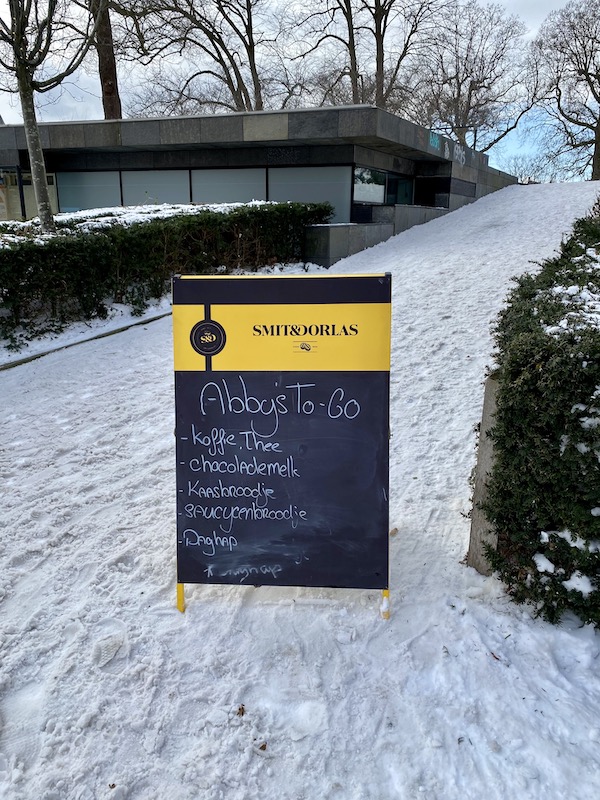 S&D
SMIT&DORLAS
Abby's To-Go
- Koffie, Thee
- chocolademelk
- Kaasbroodje
- saucijzenbroodje
- Daghap